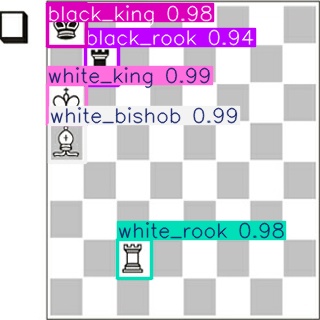 black_king 0.98
black_rook 0.94
white_king 0.99
white_bishob 0.99
white_rook 0.98